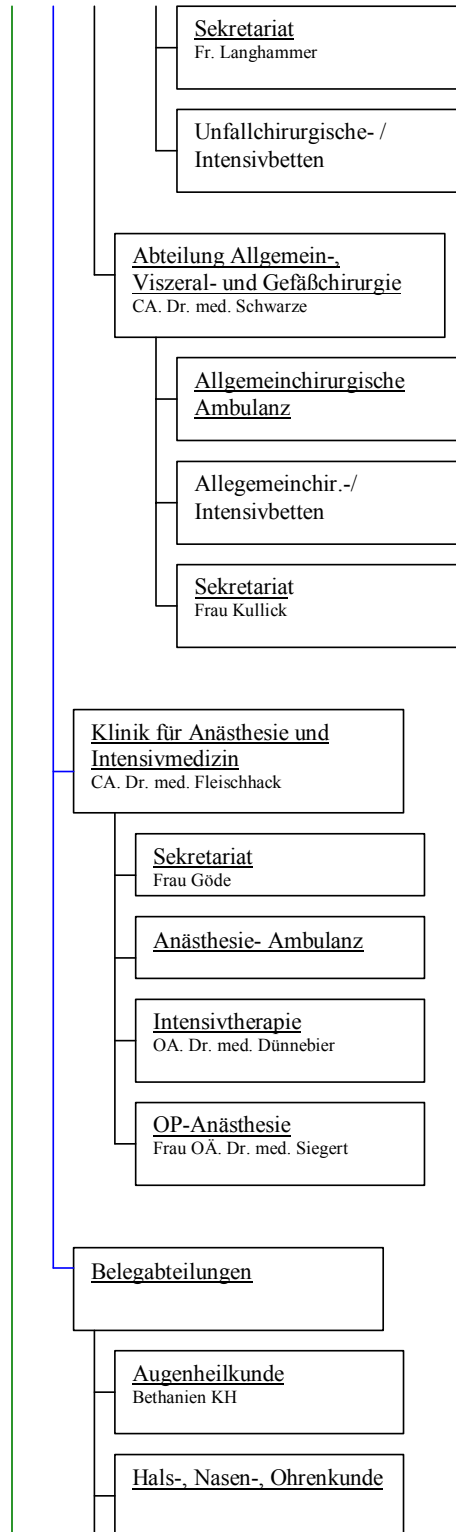 Sekretariat
Fr. Langhammer
Unfallchirurgische- /
Intensivbetten
Abteilung Allgemein-,
Viszeral- und Gefäßchirurgie
CA. Dr. med. Schwarze
Allgemeinchirurgische
Ambulanz
Allegemeinchir.-/
Intensivbetten
Sekretariat
Frau Kullick
Klinik für Anästhesie und
Intensivmedizin
CA. Dr. med. Fleischhack
Sekretariat
Frau Göde
Anästhesie- Ambulanz
Intensivtherapie
OA. Dr. med. Dünnebier
OP-Anästhesie
Frau OÄ. Dr. med. Siegert
Belegabteilungen
Augenheilkunde
Bethanien KH
Hals-, Nasen-, Ohrenkunde